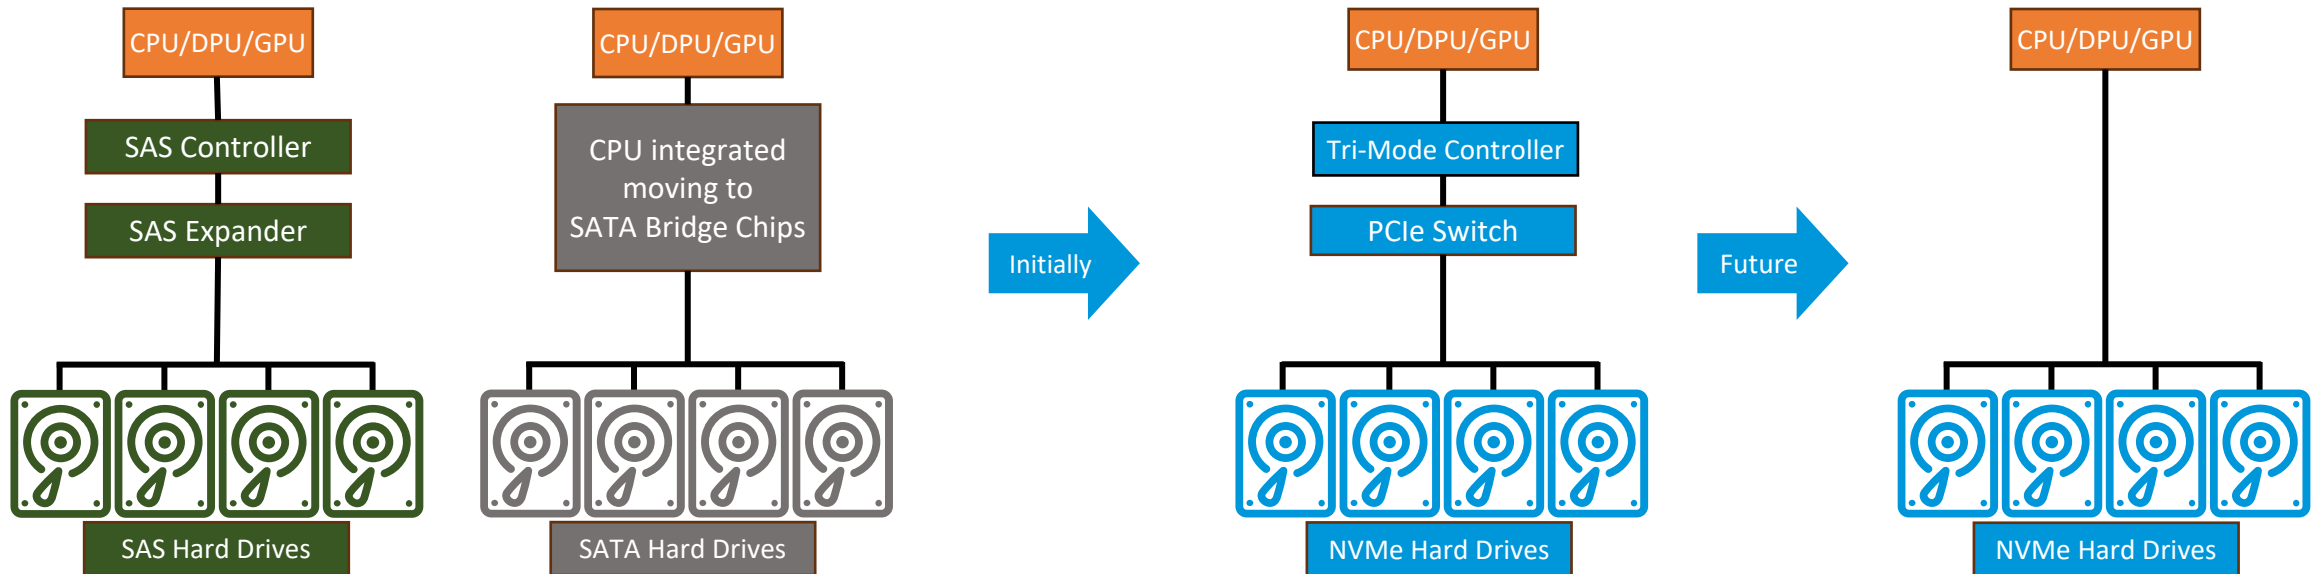 CPU/DPU/GPU
SAS Controller
SAS Expander
SAS Hard Drives
CPU/DPU/GPU
CPU integrated
moving to
SATA Bridge Chips
SATA Hard Drives
Initially
CPU/DPU/GPU
Tri-Mode Controller
PCIe Switch
NVMe Hard Drives
Future
CPU/DPU/GPU
NVMe Hard Drives